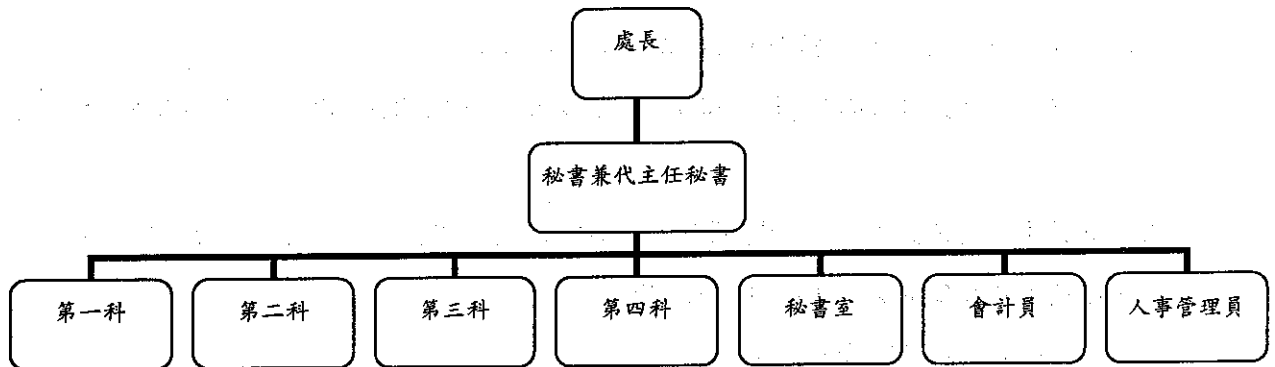 處長
秘書兼代主任秘書
第一科
第二科
第三科
第四科
秘書室
會計員
人事管理員